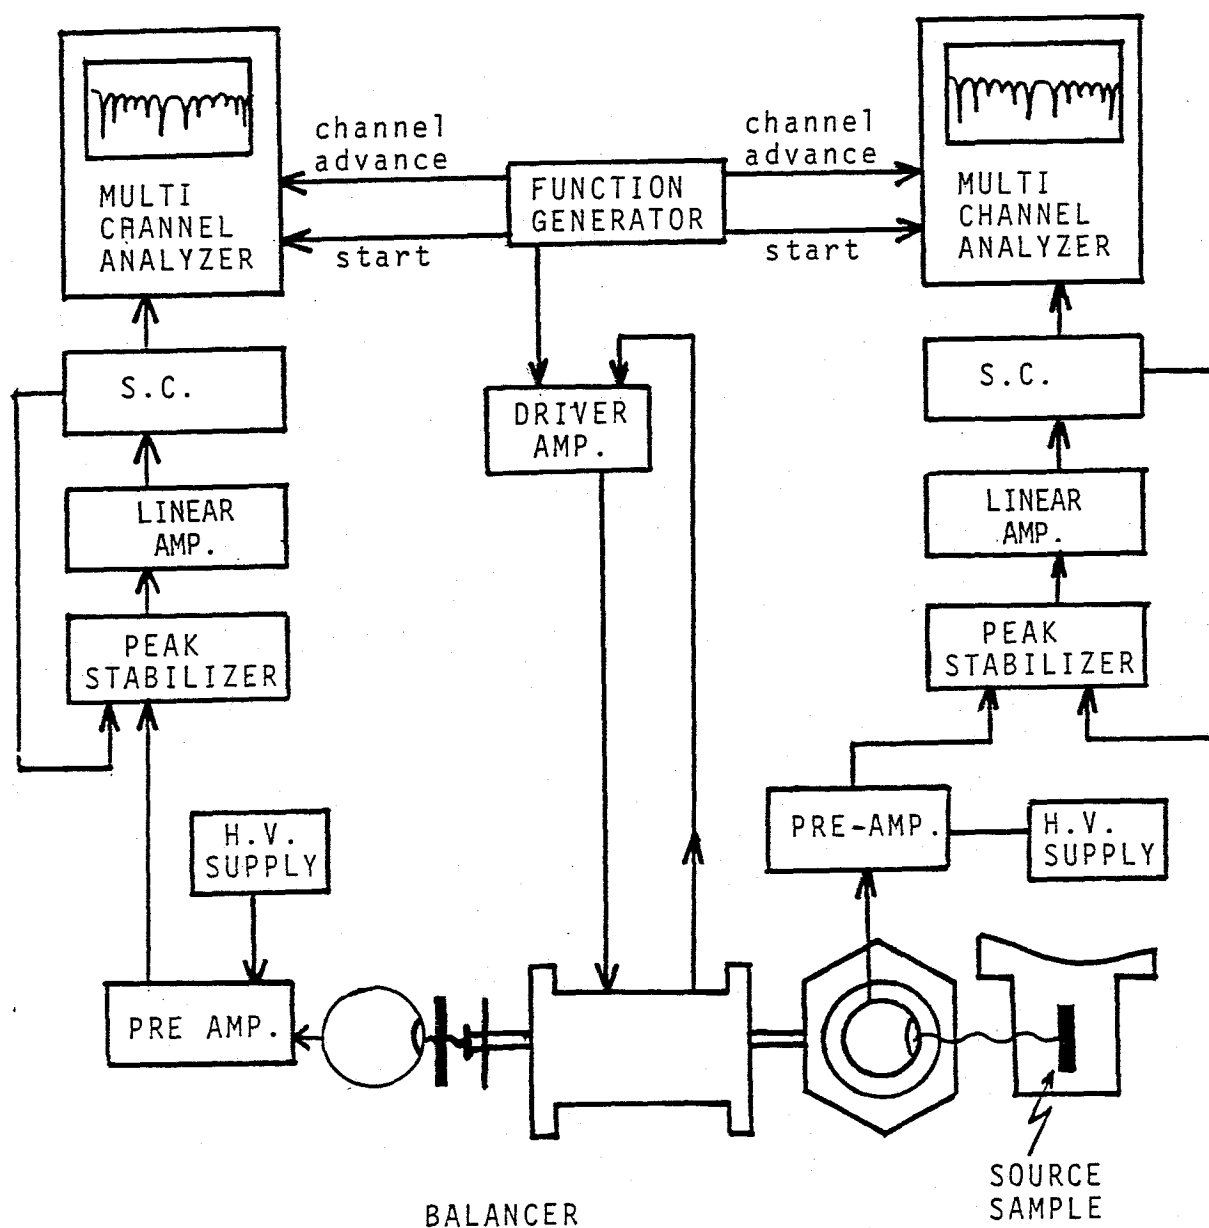 channel
advance
start
MULTI
CHANNEL
ANALYZER
FUNCTION
GENERATOR
channel
advance
start
MULTI
CHANNEL
ANALYZER
S.C.
DRIVER
AMP.
S.C.
LINEAR
AMP.
LINEAR
AMP.
PEAK
STABILIZER
PEAK
STABILIZER
H.V.
SUPPLY
PRE-AMP.
H.V.
SUPPLY
PRE AMP.
SOURCE
SAMPLE
BALANCER